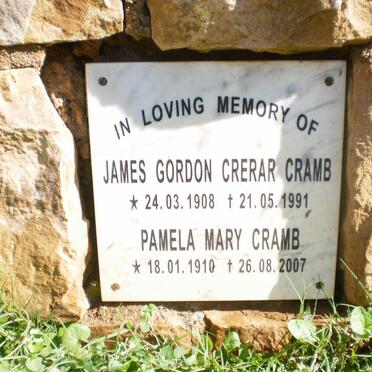 IN LOVING MEMORY OF
JAMES GORDON CRERAR CRAMB
* 24.03.1908 † 21.05.1991
PAMELA MARY CRAMB
* 18.01.1910 † 26.08.2007